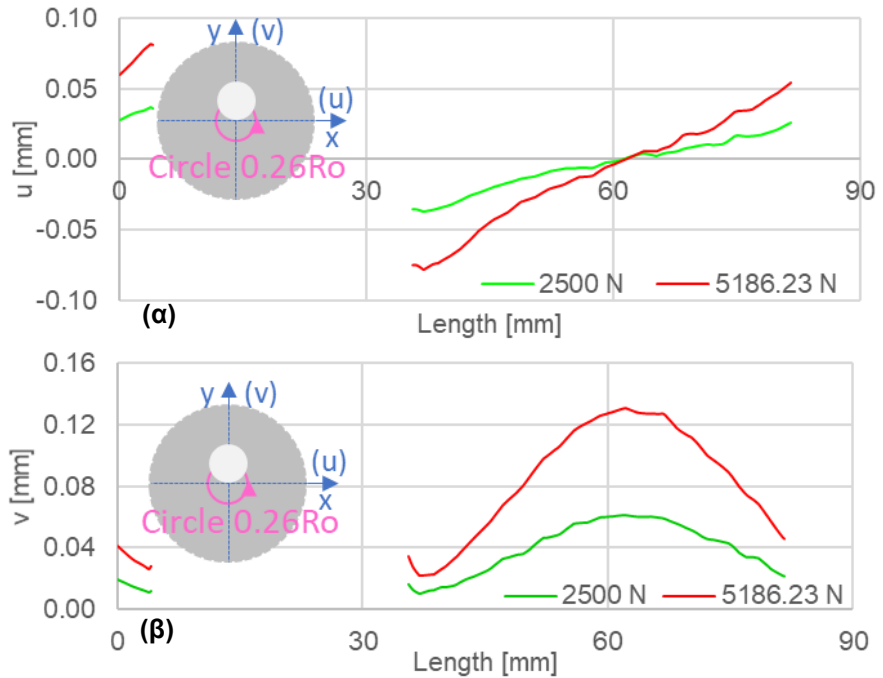 0.10
0.05
0.00
-0.05
-0.10
u [mm]
y (v)
(u)
x
Circle 0.26Ro
0 30 60 90
2500 N 5186.23 N
(α)
Length [mm]
0.16
0.12
0.08
0.04
0.00
v [mm]
y (v)
(u)
x
Circle 0.26Ro
2500 N 5186.23 N
0 30 60 90
(β)
Length [mm]